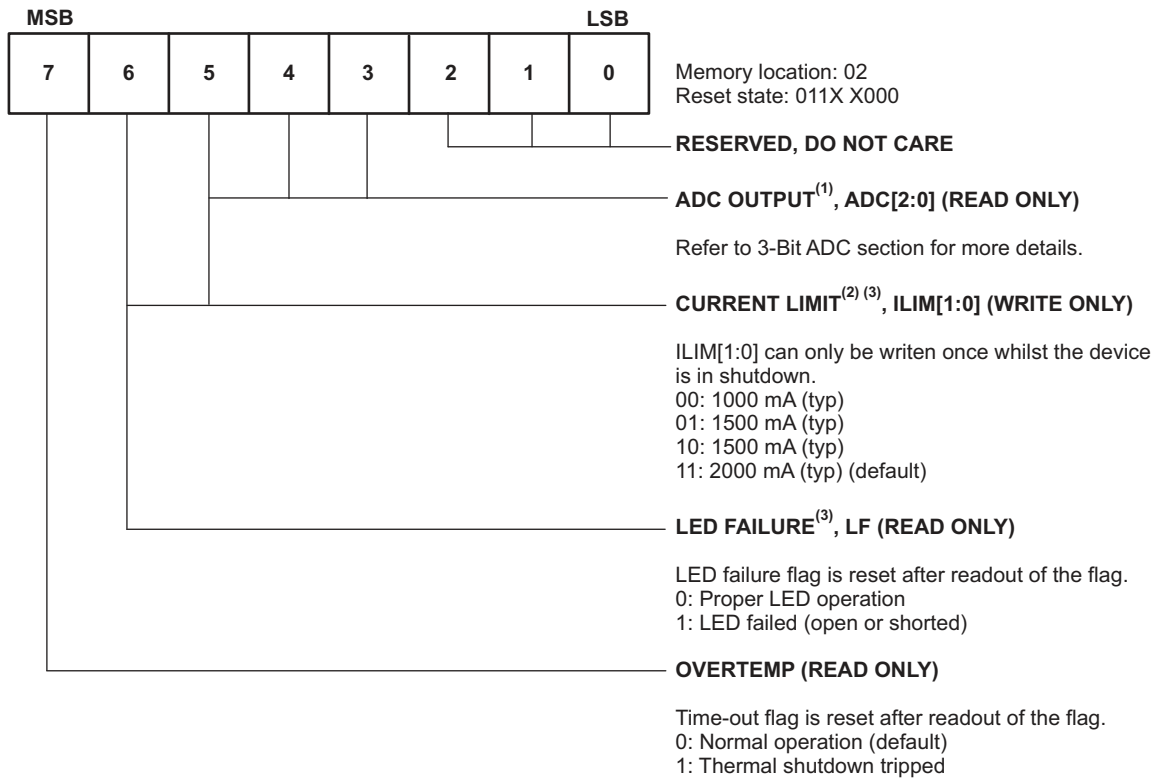 MSB LSB
7 6 5 4 3 2 1 0
Memory location: 02
Reset state: 011X X000
RESERVED, DO NOT CARE
ADC OUTPUT(1), ADC[2:0] (READ ONLY)
Refer to 3-Bit ADC section for more details.
CURRENT LIMIT(2) (3), ILIM[1:0] (WRITE ONLY)
ILIM[1:0] can only be writen once whilst the device
is in shutdown.
00: 1000 mA (typ)
01: 1500 mA (typ)
10: 1500 mA (typ)
11: 2000 mA (typ) (default)
LED FAILURE(3), LF (READ ONLY)
LED failure flag is reset after readout of the flag.
0: Proper LED operation
1: LED failed (open or shorted)
OVERTEMP (READ ONLY)
Time-out flag is reset after readout of the flag.
0: Normal operation (default)
1: Thermal shutdown tripped